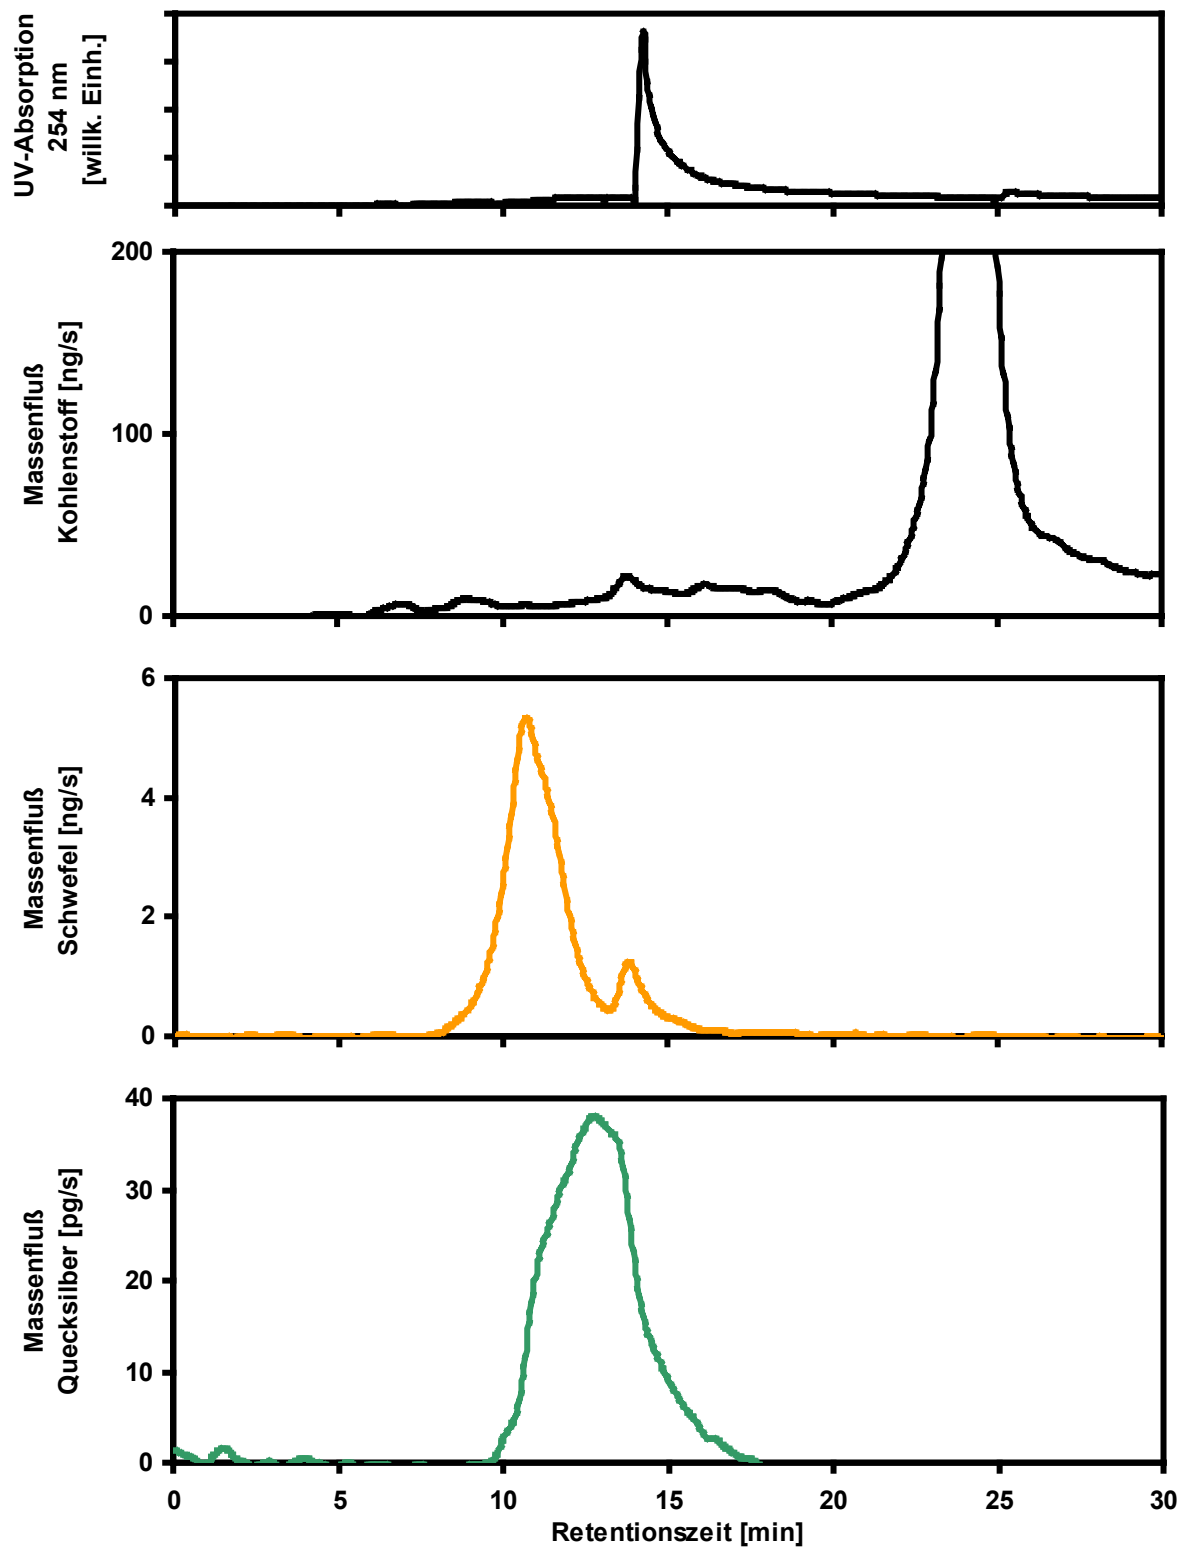 UV-Absorption
254 nm
[willk. Einh.]
Massenfluß
Kohlenstoff [ng/s]
200
100
0
Massenfluß
Schwefel [ng/s]
6
4
2
0
Massenfluß
Quecksilber [pg/s]
40
30
20
10
0
0 5 10 15 20 25 30
Retentionszeit [min]